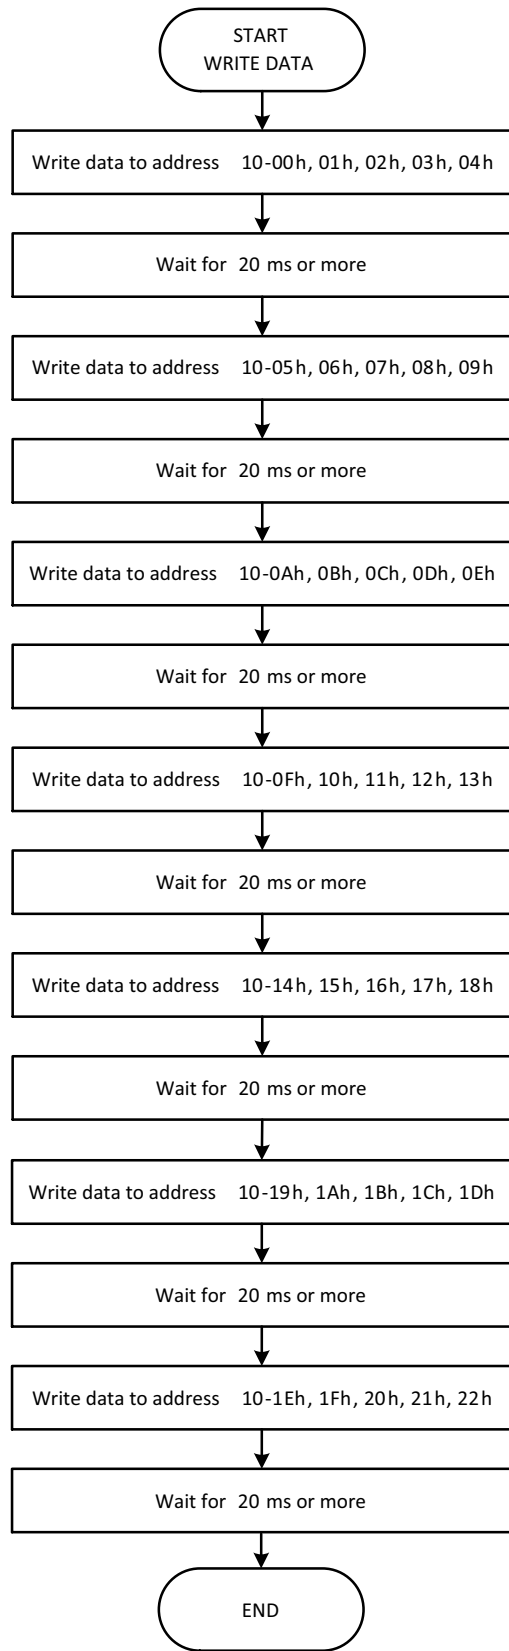 START
WRITE DATA
Write data to address 10-00h, 01h, 02h, 03h, 04h
Wait for 20 ms or more
Write data to address 10-05h, 06h, 07h, 08h, 09h
Wait for 20 ms or more
Write data to address 10-0Ah, 0Bh, 0Ch, 0Dh, 0Eh
Wait for 20 ms or more
Write data to address 10-0Fh, 10h, 11h, 12h, 13h
Wait for 20 ms or more
Write data to address 10-14h, 15h, 16h, 17h, 18h
Wait for 20 ms or more
Write data to address 10-19h, 1Ah, 1Bh, 1Ch, 1Dh
Wait for 20 ms or more
Write data to address 10-1Eh, 1Fh, 20h, 21h, 22h
Wait for 20 ms or more
END